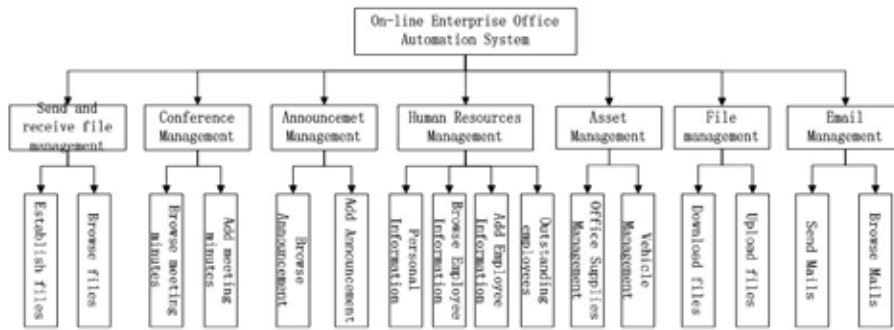 On-line Enterprise Office
Automation System
Send and
receive file
management
Conference
Management
Announcemet
Management
Human Resources
Management
Asset
Management
File
management
Email
Management
Establish files
Browse files
Browse meeting
minutes
Add meeting
minutes
Browse
Announcement
Add Announcement
Personal
Information
Browse Employee
Information
Add Employee
Information
Outstanding
employees
Office Supplies
Management
Vehicle
Management
Download files
Upload files
Send Mails
Browse Mails